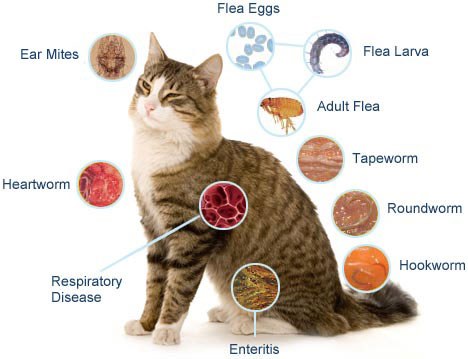 Flea Eggs
Ear Mites
Flea Larva
Adult Flea
Tapeworm
Heartworm
Roundworm
Hookworm
Respiratory
Disease
Enteritis